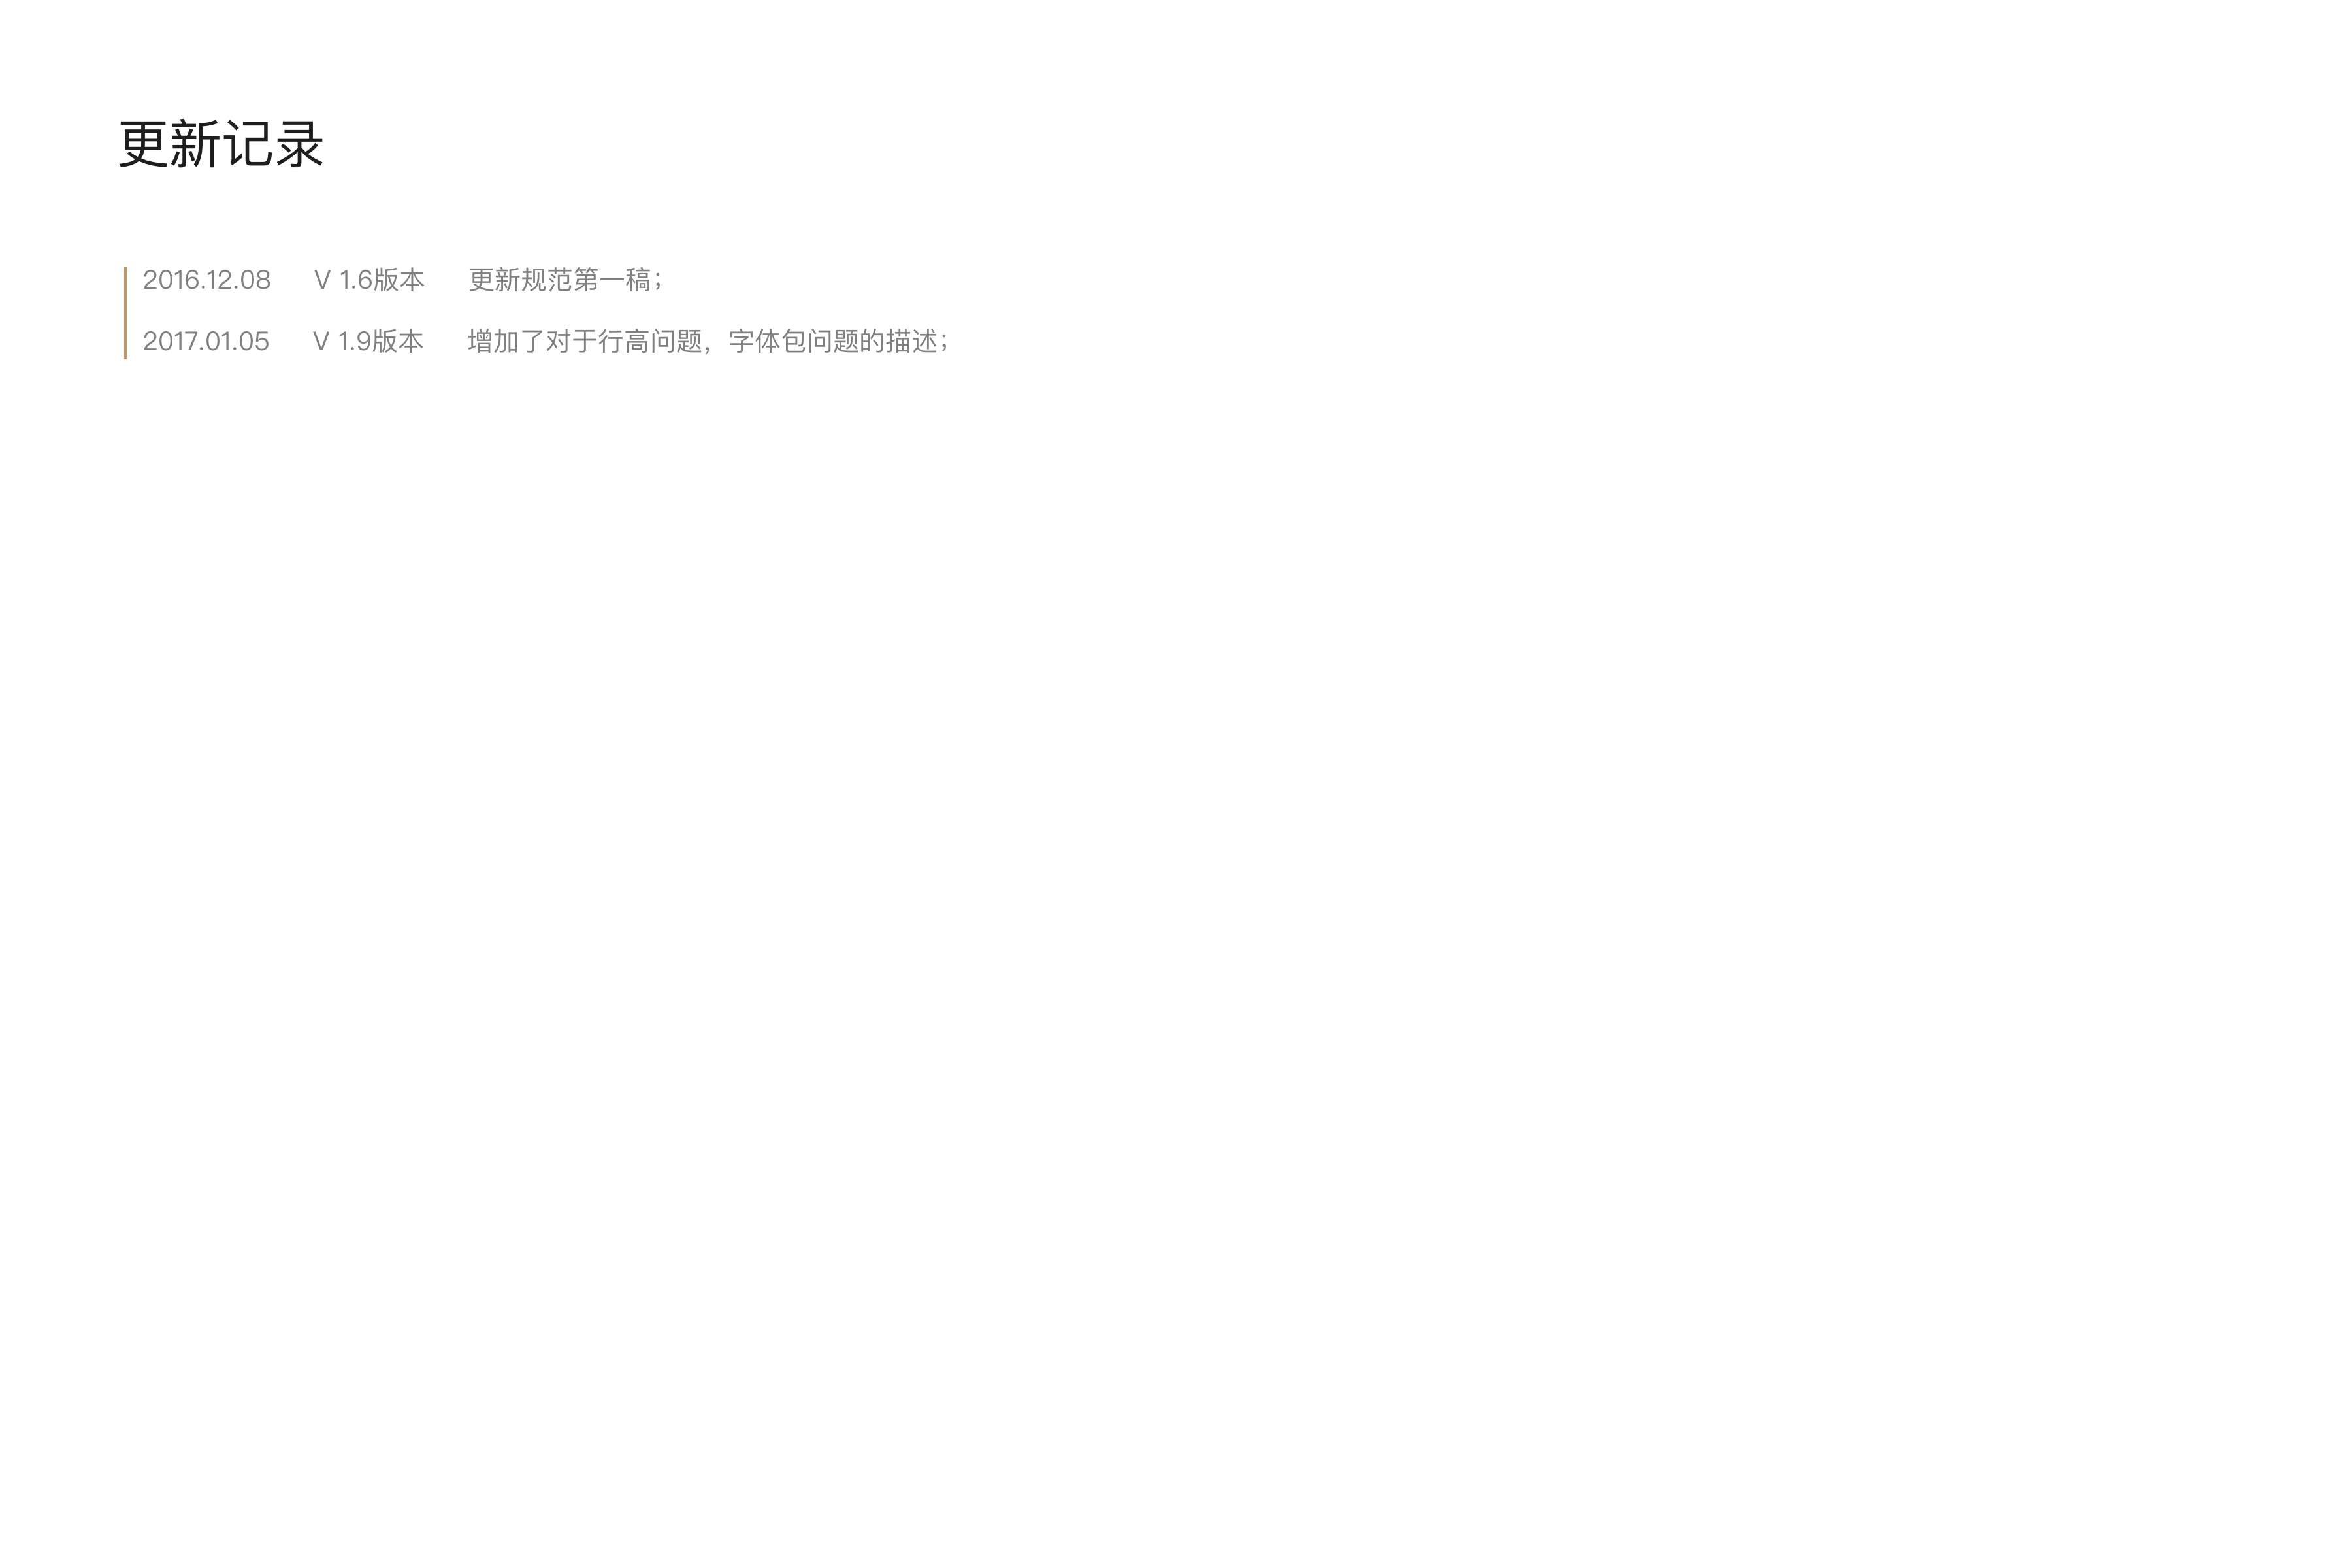 更新记录
2016.12.08 V 1.6版本 更新规范第一稿；
2017.01.05 V 1.9版本 增加了对于行高问题，字体包问题的描述；